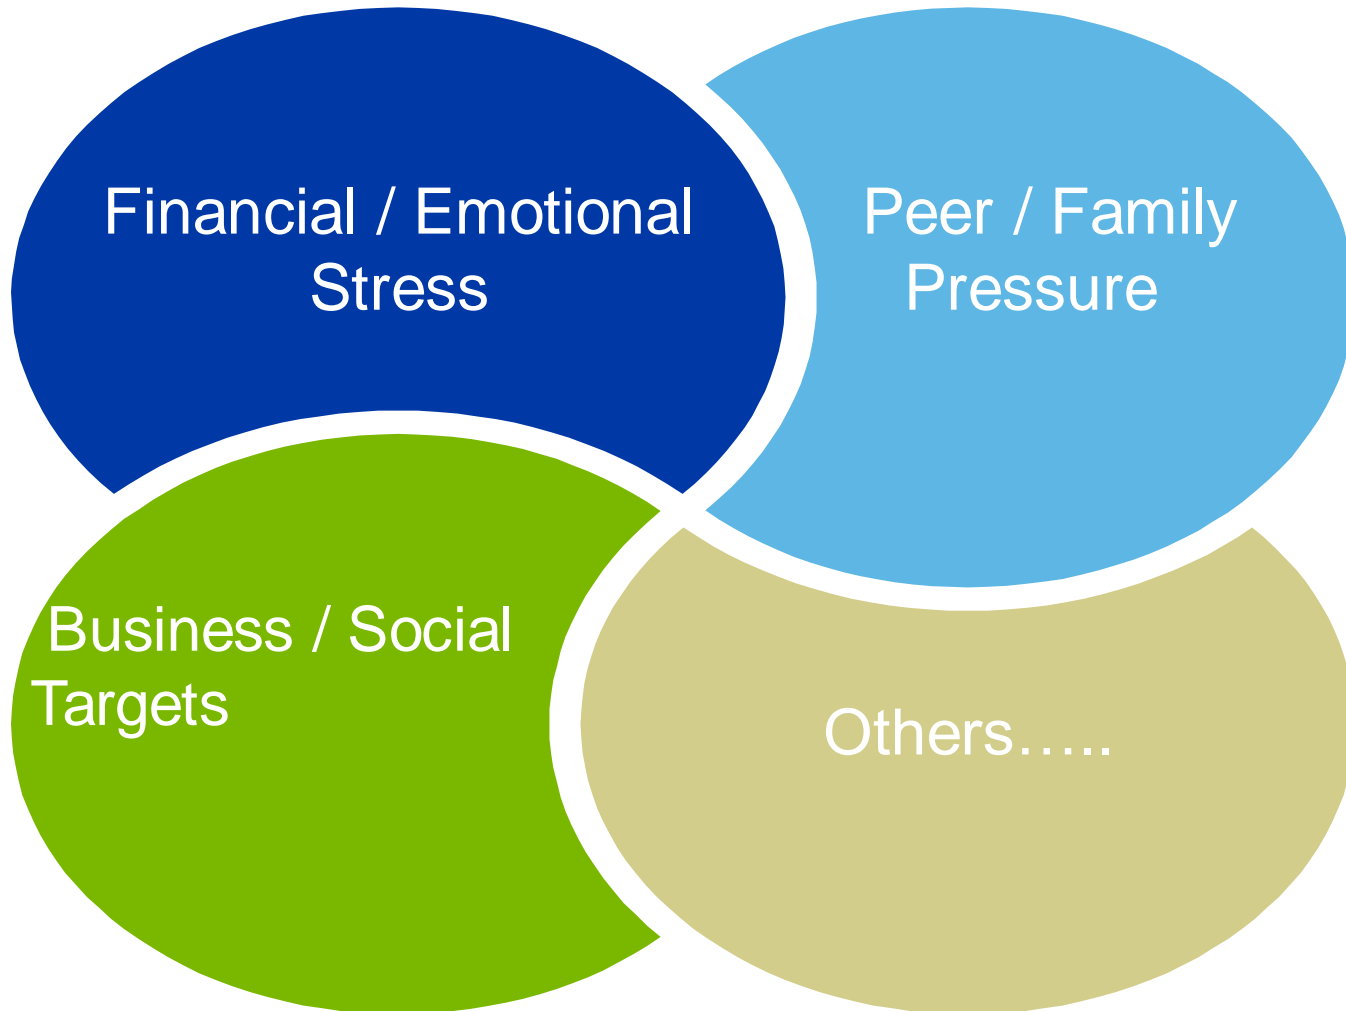 Financial / Emotional
Stress
Peer / Family
Pressure
Business / Social
Targets
Others…..